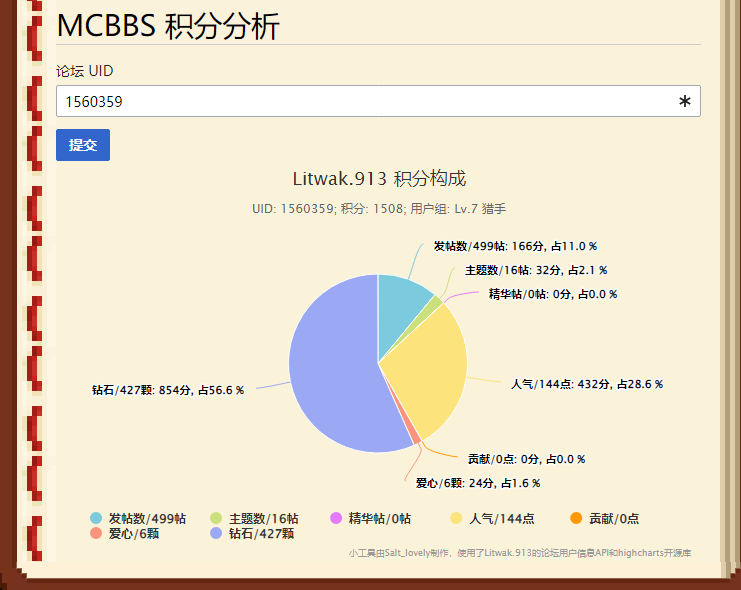 MCBBS 积分分析
论坛 UID
1560359
提交
Litwak.913 积分构成
UID: 1560359; 积分: 1508; 用户组: Lv.7 猎手
发帖数/499帖: 166分, 占11.0 %
主题数/16帖: 32分, 占2.1 %
精华帖/0帖: 0分, 占0.0 %
人气/144点: 432分, 占28.6 %
钻石/427颗: 854分, 占56.6 %
贡献/0点: 0分, 占0.0 %
爱心/6颗: 24分, 占1.6 %
发帖数/499帖 主题数/16帖 精华帖/0帖 人气/144点 贡献/0点
爱心/6颗 钻石/427颗
小工具由Salt_lovely制作，使用了Litwak.913的论坛用户信息API和highcharts开源库